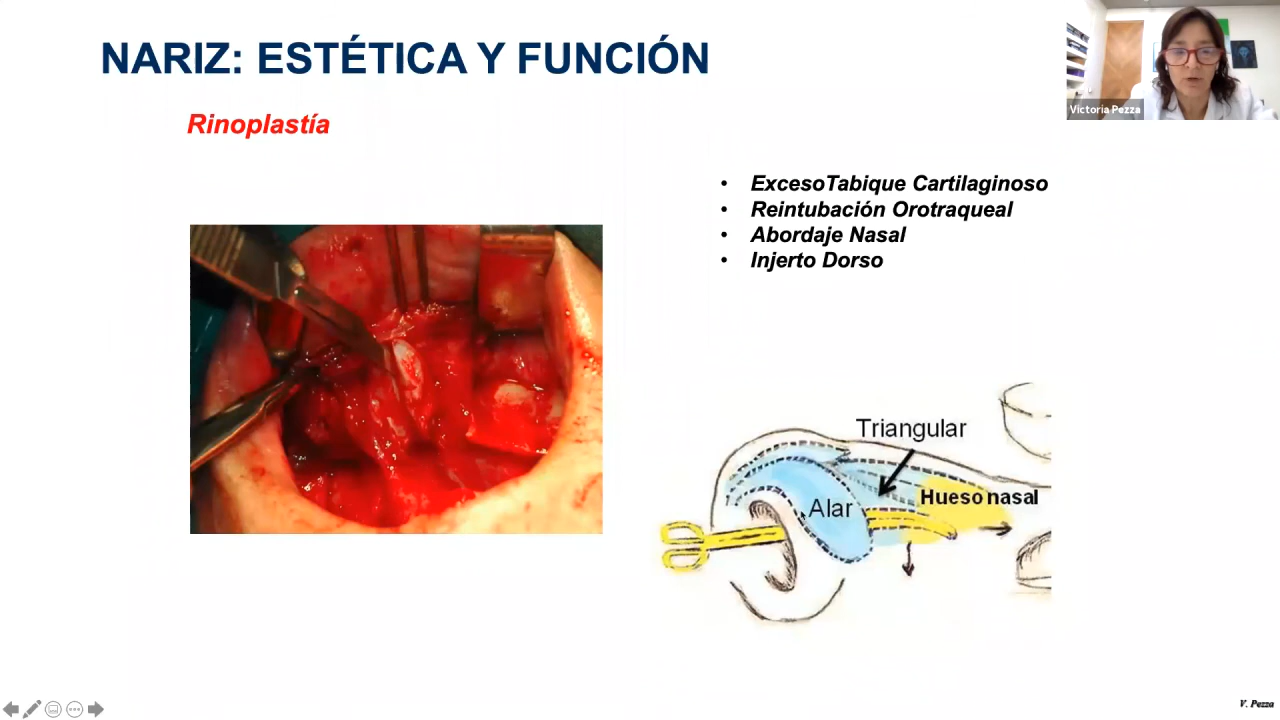 NARIZ: ESTÉTICA Y FUNCIÓN
Rinoplastía
Victoria Pezza
• ExcesoTabique Cartilaginoso
• Reintubación Orotraqueal
• Abordaje Nasal
• Injerto Dorso
Triangular
Hueso nasal
Alar
V. Pezza